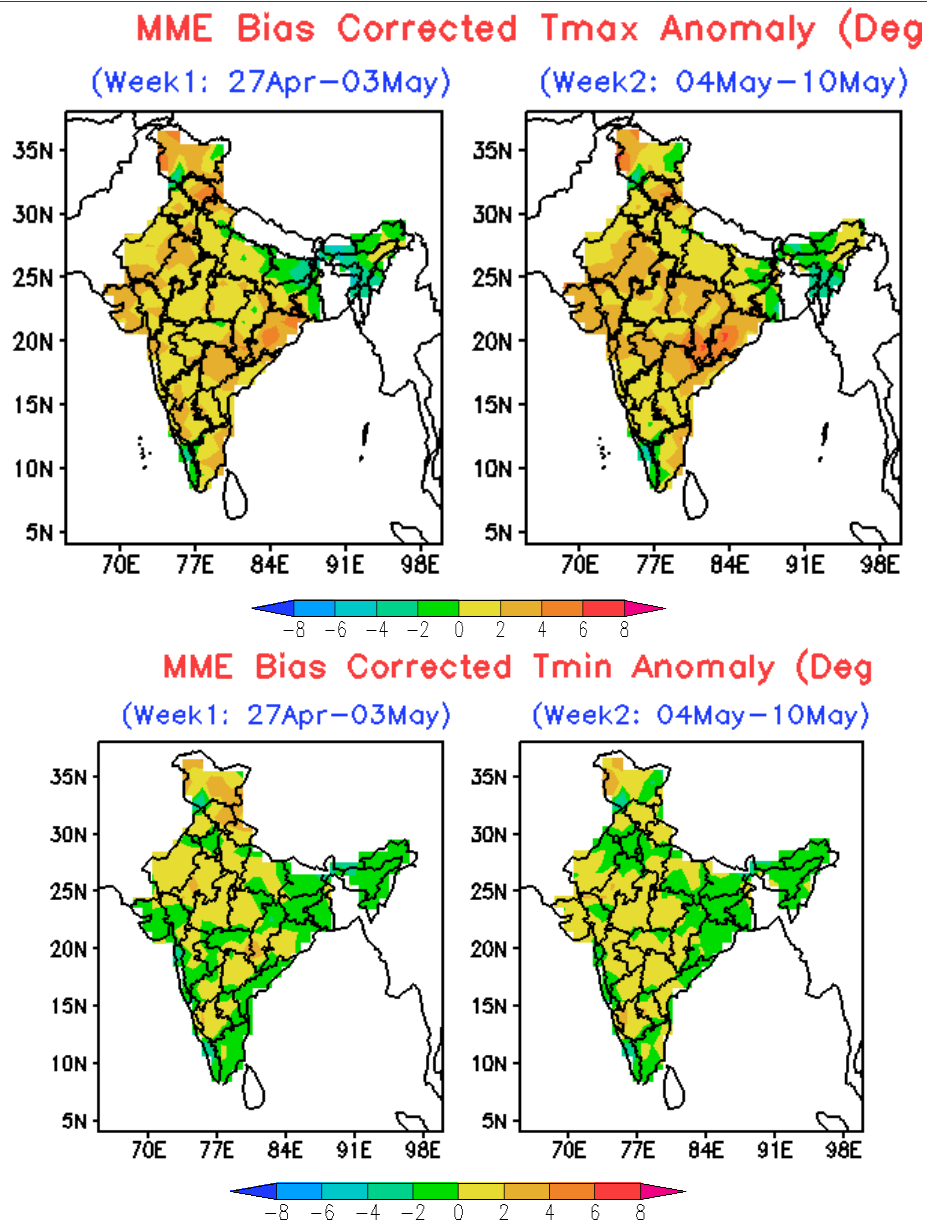 MME Bias Corrected Tmax Anomaly (Deg
(Week1: 27Apr–03May) (Week2: 04May–10May)
35N 35N
30N 30N
25N 25N
20N 20N
15N 15N
10N 10N
5N 5N
70E 77E 84E 91E 98E 70E 77E 84E 91E 98E
−8 −6 −4 −2 0 2 4 6 8
MME Bias Corrected Tmin Anomaly (Deg
(Week1: 27Apr–03May) (Week2: 04May–10May)
35N 35N
30N 30N
25N 25N
20N 20N
15N 15N
10N 10N
5N 5N
70E 77E 84E 91E 98E 70E 77E 84E 91E 98E
−8 −6 −4 −2 0 2 4 6 8